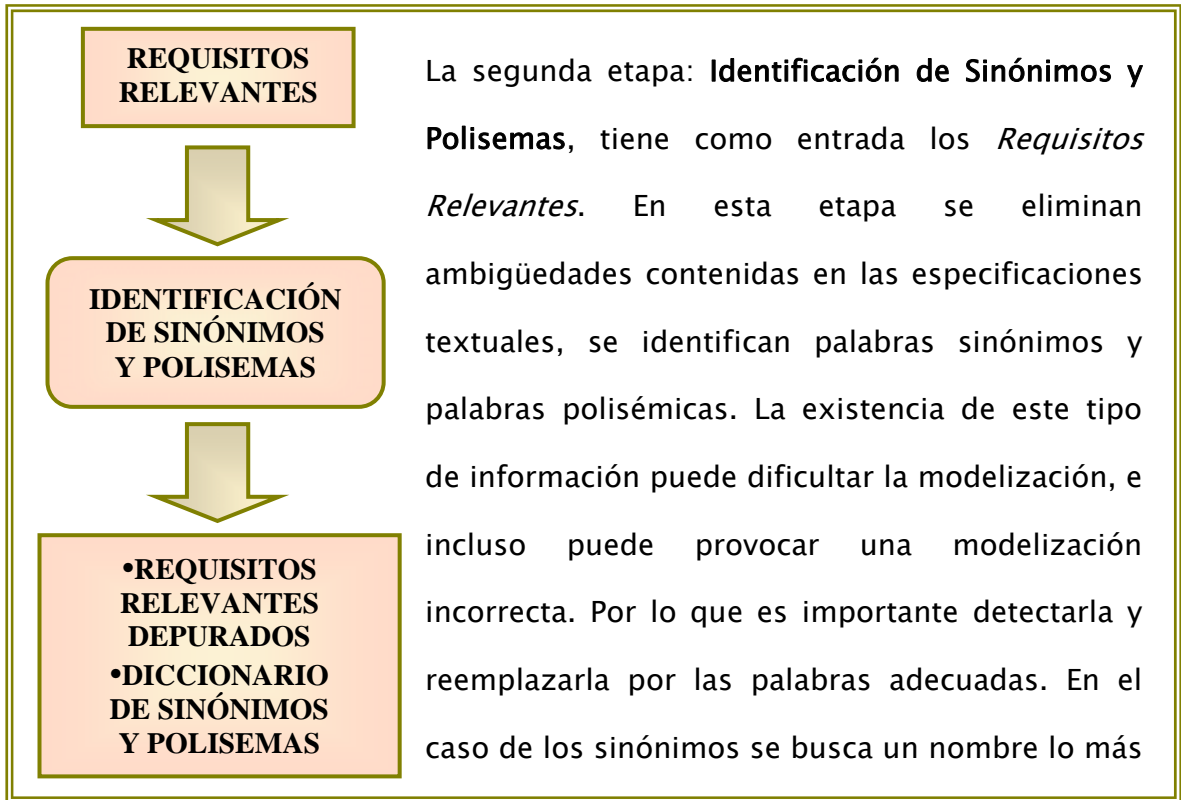 REQUISITOS
RELEVANTES
IDENTIFICACIÓN
DE SINÓNIMOS
Y POLISEMAS
•REQUISITOS
RELEVANTES
DEPURADOS
•DICCIONARIO
DE SINÓNIMOS
Y POLISEMAS
La segunda etapa: Identificación de Sinónimos y
Polisemas, tiene como entrada los Requisitos
Relevantes. En esta etapa se eliminan
ambigüedades contenidas en las especificaciones
textuales, se identifican palabras sinónimos y
palabras polisémicas. La existencia de este tipo
de información puede dificultar la modelización, e
incluso puede provocar una modelización
incorrecta. Por lo que es importante detectarla y
reemplazarla por las palabras adecuadas. En el
caso de los sinónimos se busca un nombre lo más